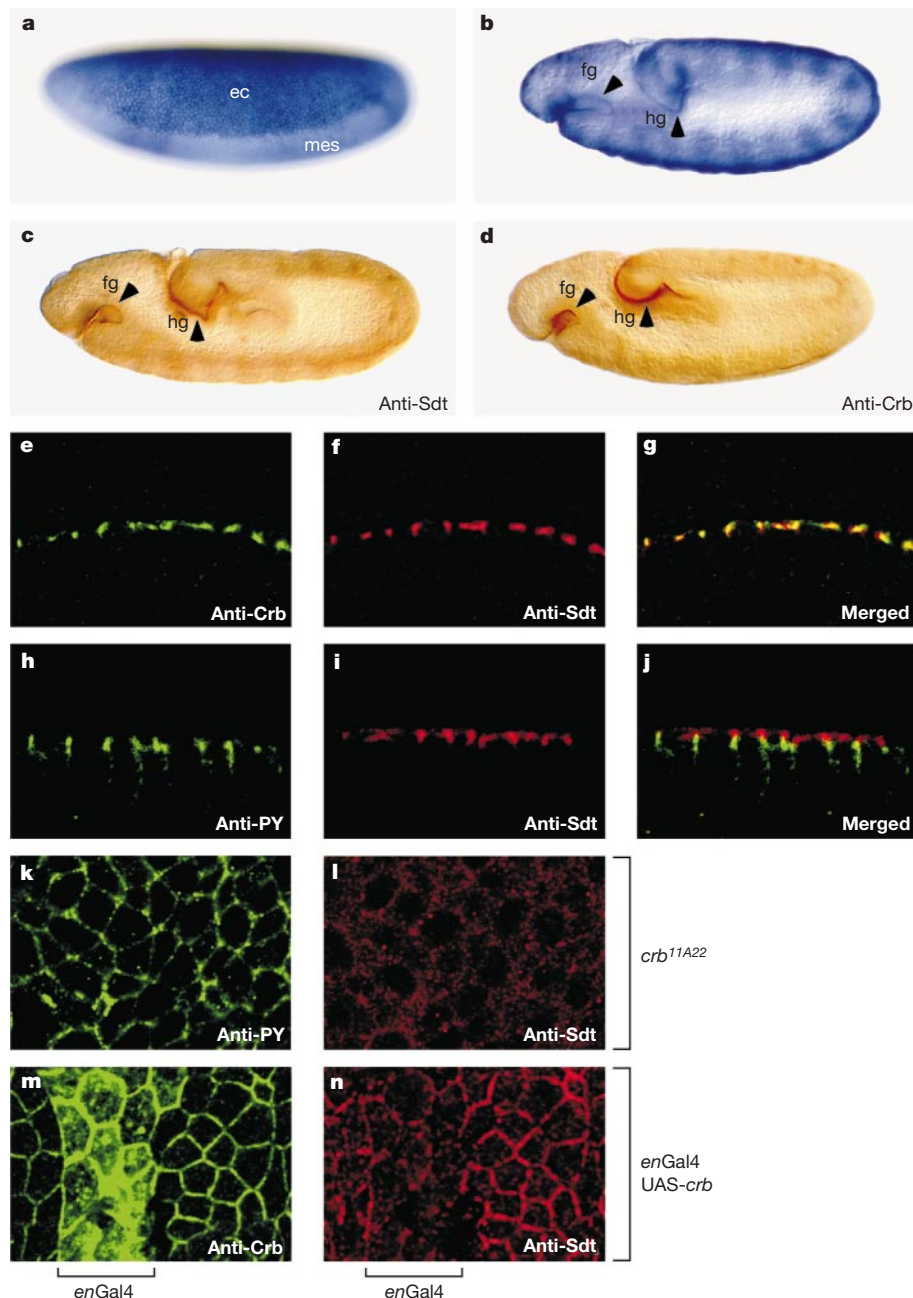 a
ec
mes
b
fg
hg
c
fg
hg
Anti-Sdt
d
fg
hg
Anti-Crb
e
Anti-Crb
f
Anti-Sdt
g
Merged
h
Anti-PY
i
Anti-Sdt
j
Merged
k
Anti-PY
l
Anti-Sdt
crb11A22
m
Anti-Crb
n
Anti-Sdt
enGal4
UAS-crb
enGal4
enGal4